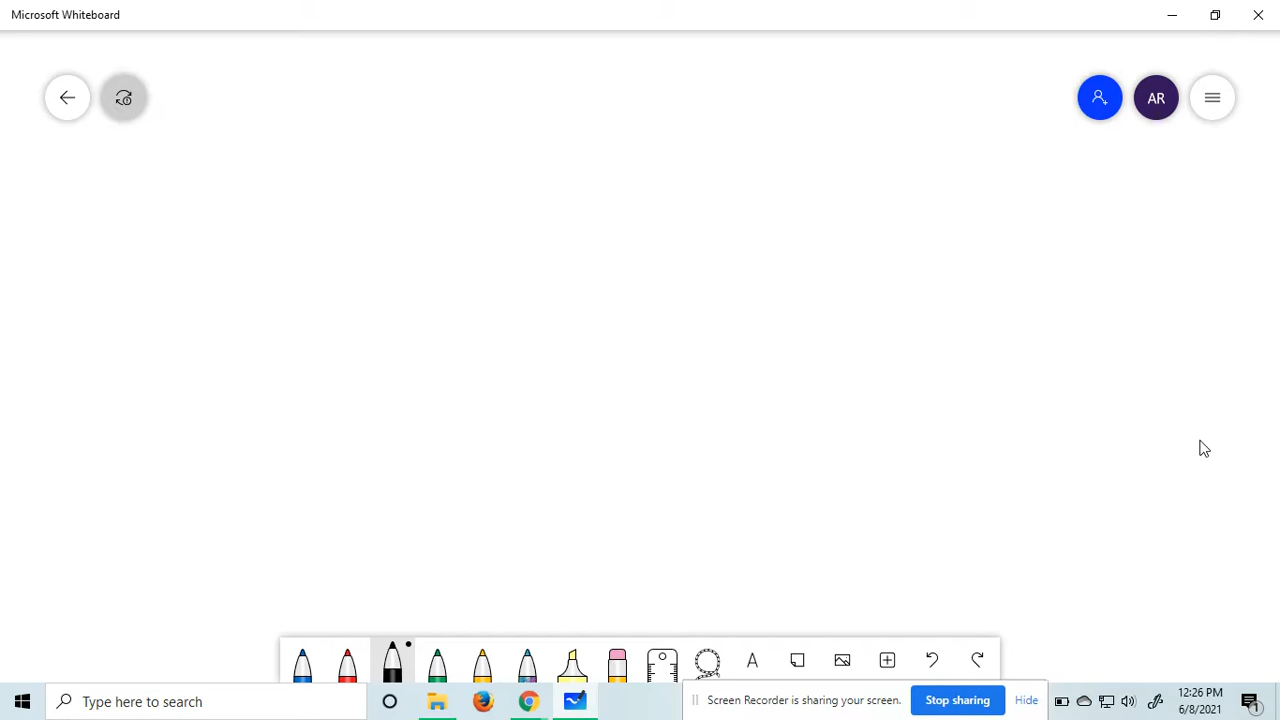 Microsoft Whiteboard
AR
A
Type here to search
Screen Recorder is sharing your screen.
Stop sharing
Hide
12:26 PM
6/8/2021
1